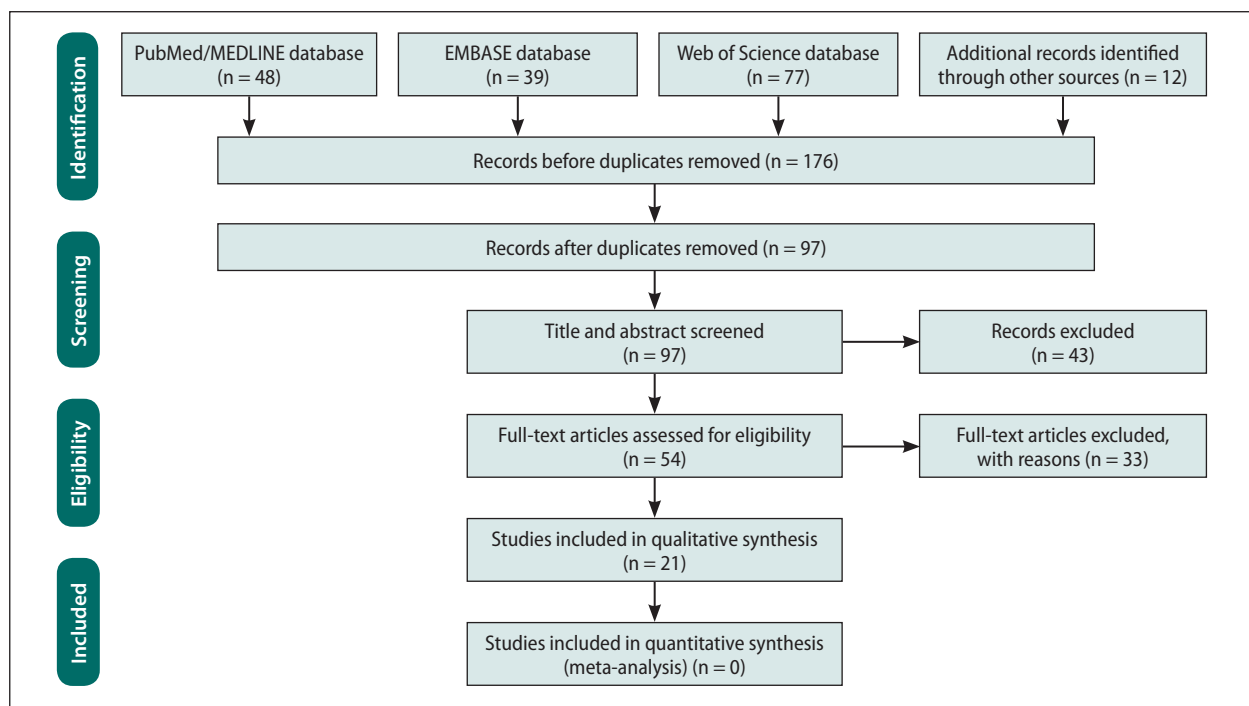 Identification
PubMed/MEDLINE database
(n = 48)
EMBASE database
(n = 39)
Web of Science database
(n = 77)
Additional records identified
through other sources (n = 12)
Records before duplicates removed (n = 176)
Screening
Records after duplicates removed (n = 97)
Title and abstract screened
(n = 97)
Records excluded
(n = 43)
Eligibility
Full-text articles assessed for eligibility
(n = 54)
Full-text articles excluded,
with reasons (n = 33)
Included
Studies included in qualitative synthesis
(n = 21)
Studies included in quantitative synthesis
(meta-analysis) (n = 0)